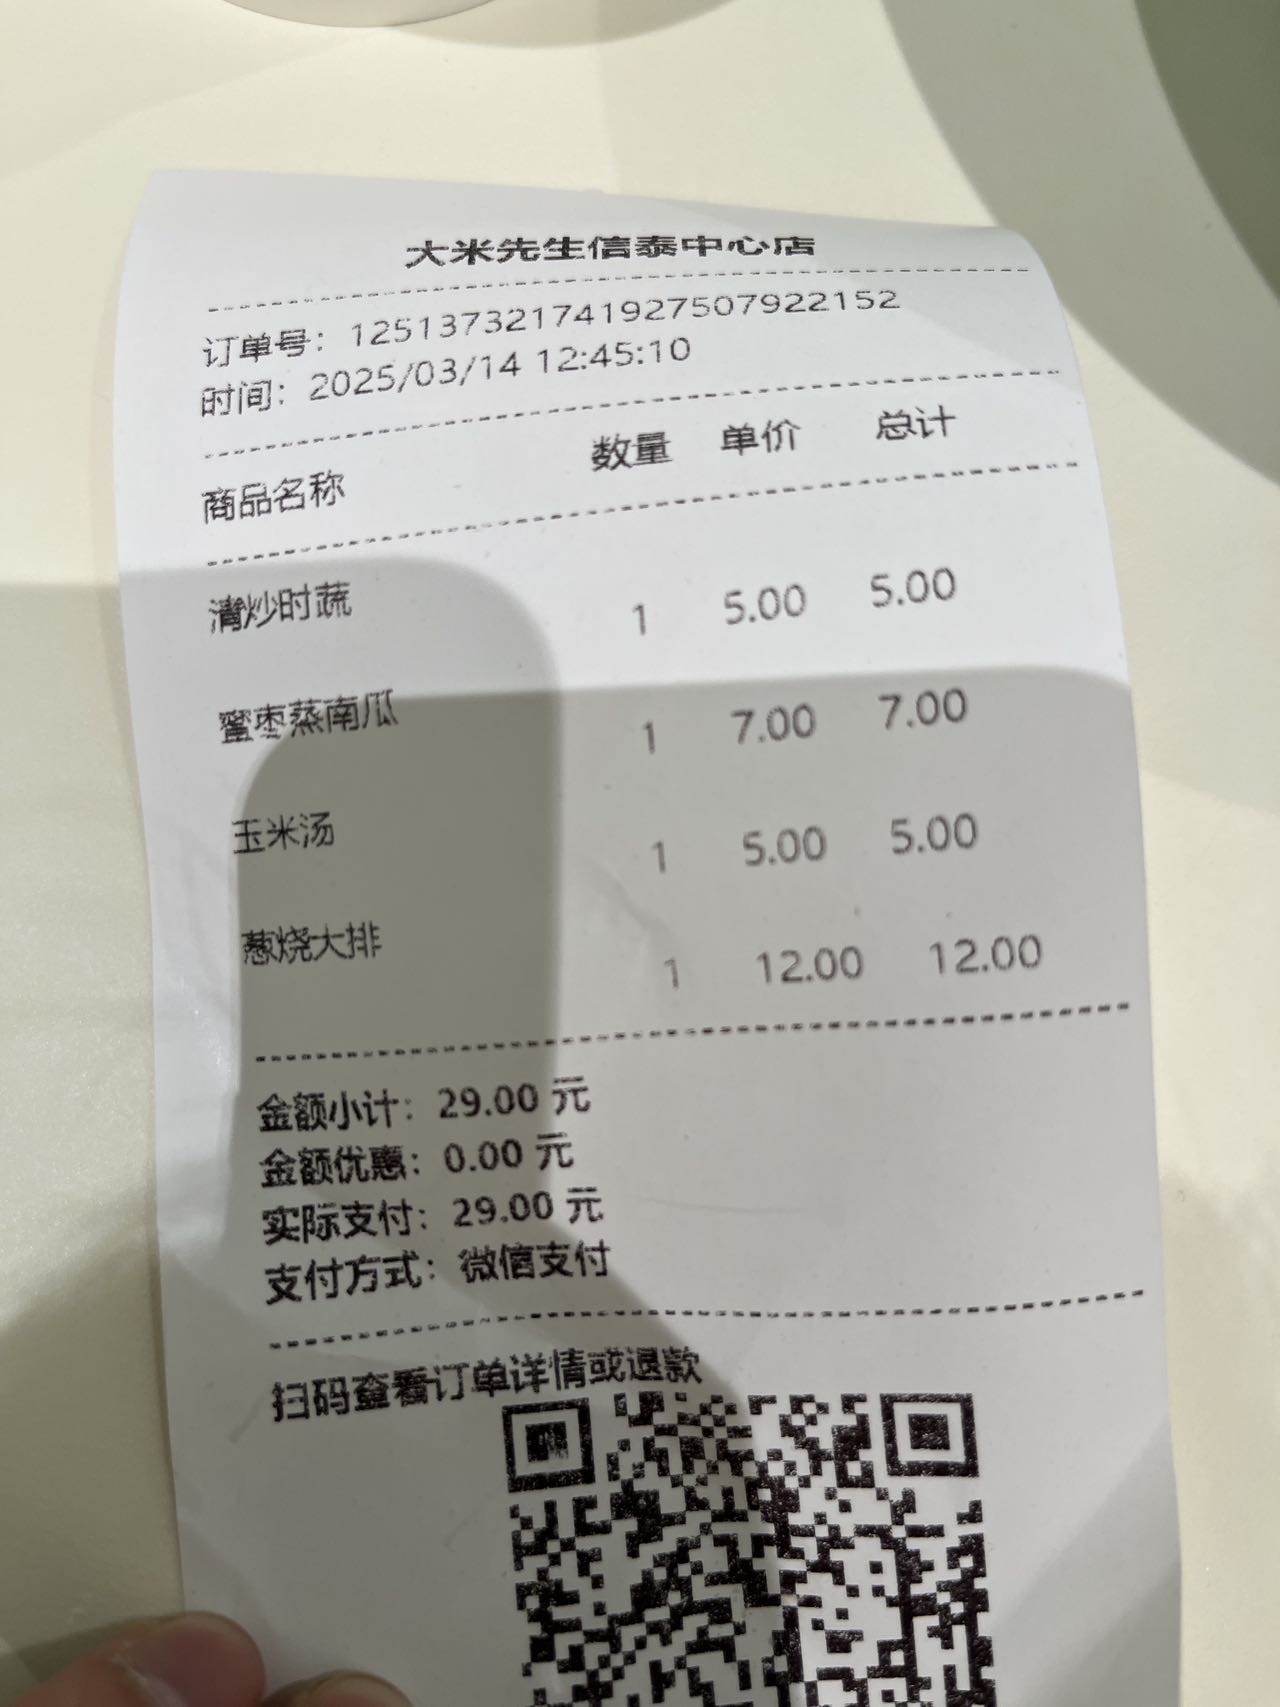 大米先生信泰中心店
订单号：1251373217419275079​22152
时间：2025/03/14 12:45:10
商品名称 数量 单价 总计
清炒时蔬 1 5.00 5.00
蜜枣蒸南瓜 1 7.00 7.00
玉米汤 1 5.00 5.00
葱烧大排 1 12.00 12.00
金额小计：29.00 元
金额优惠：0.00 元
实际支付：29.00 元
支付方式：微信支付
扫码查看订单详情或退款